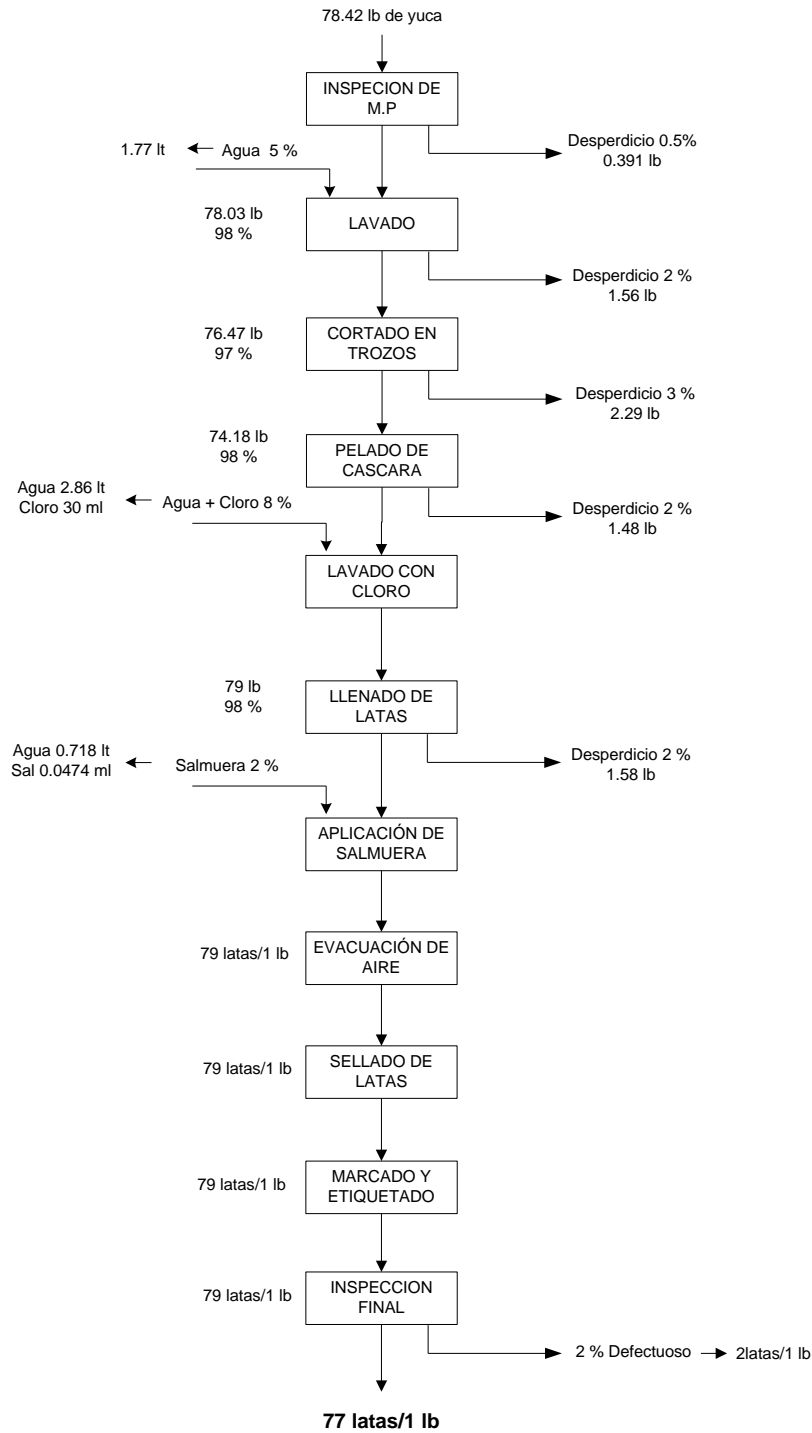 78.42 lb de yuca
INSPECION DE
M.P
Desperdicio 0.5%
0.391 lb
1.77 lt
Agua 5 %
78.03 lb
98 %
LAVADO
Desperdicio 2 %
1.56 lb
76.47 lb
97 %
CORTADO EN
TROZOS
Desperdicio 3 %
2.29 lb
74.18 lb
98 %
PELADO DE
CASCARA
Agua 2.86 lt
Cloro 30 ml
Agua + Cloro 8 %
Desperdicio 2 %
1.48 lb
LAVADO CON
CLORO
79 lb
98 %
LLENADO DE
LATAS
Agua 0.718 lt
Sal 0.0474 ml
Salmuera 2 %
Desperdicio 2 %
1.58 lb
APLICACIÓN DE
SALMUERA
79 latas/1 lb
EVACUACIÓN DE
AIRE
79 latas/1 lb
SELLADO DE
LATAS
79 latas/1 lb
MARCADO Y
ETIQUETADO
79 latas/1 lb
INSPECCION
FINAL
2 % Defectuoso
2latas/1 lb
77 latas/1 lb